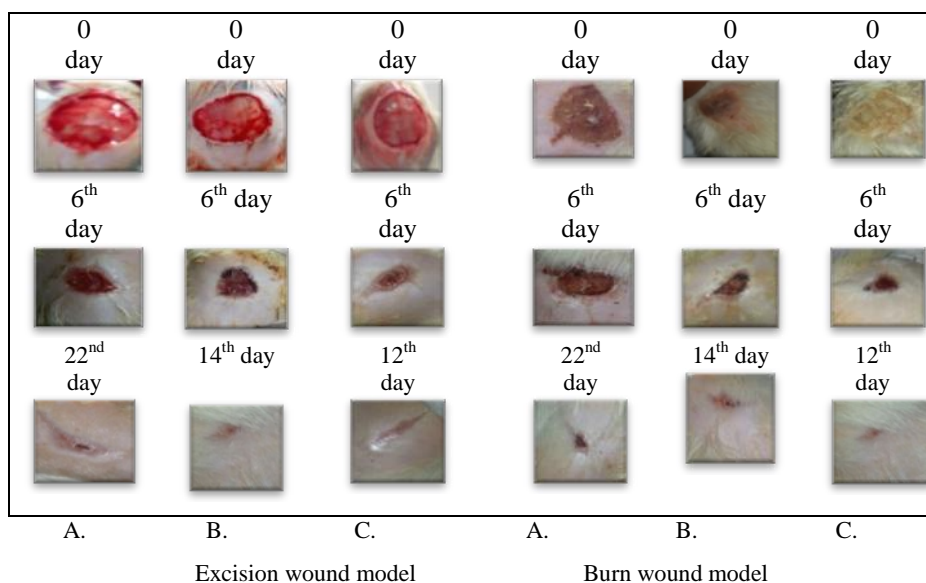 0 0 0 0 0 0
day day day day day day
6th 6th day 6th 6th 6th day 6th
day day day day
22nd 14th day 12th 22nd 14th day 12th
day day day day
A. B. C. A. B. C.
Excision wound model Burn wound model